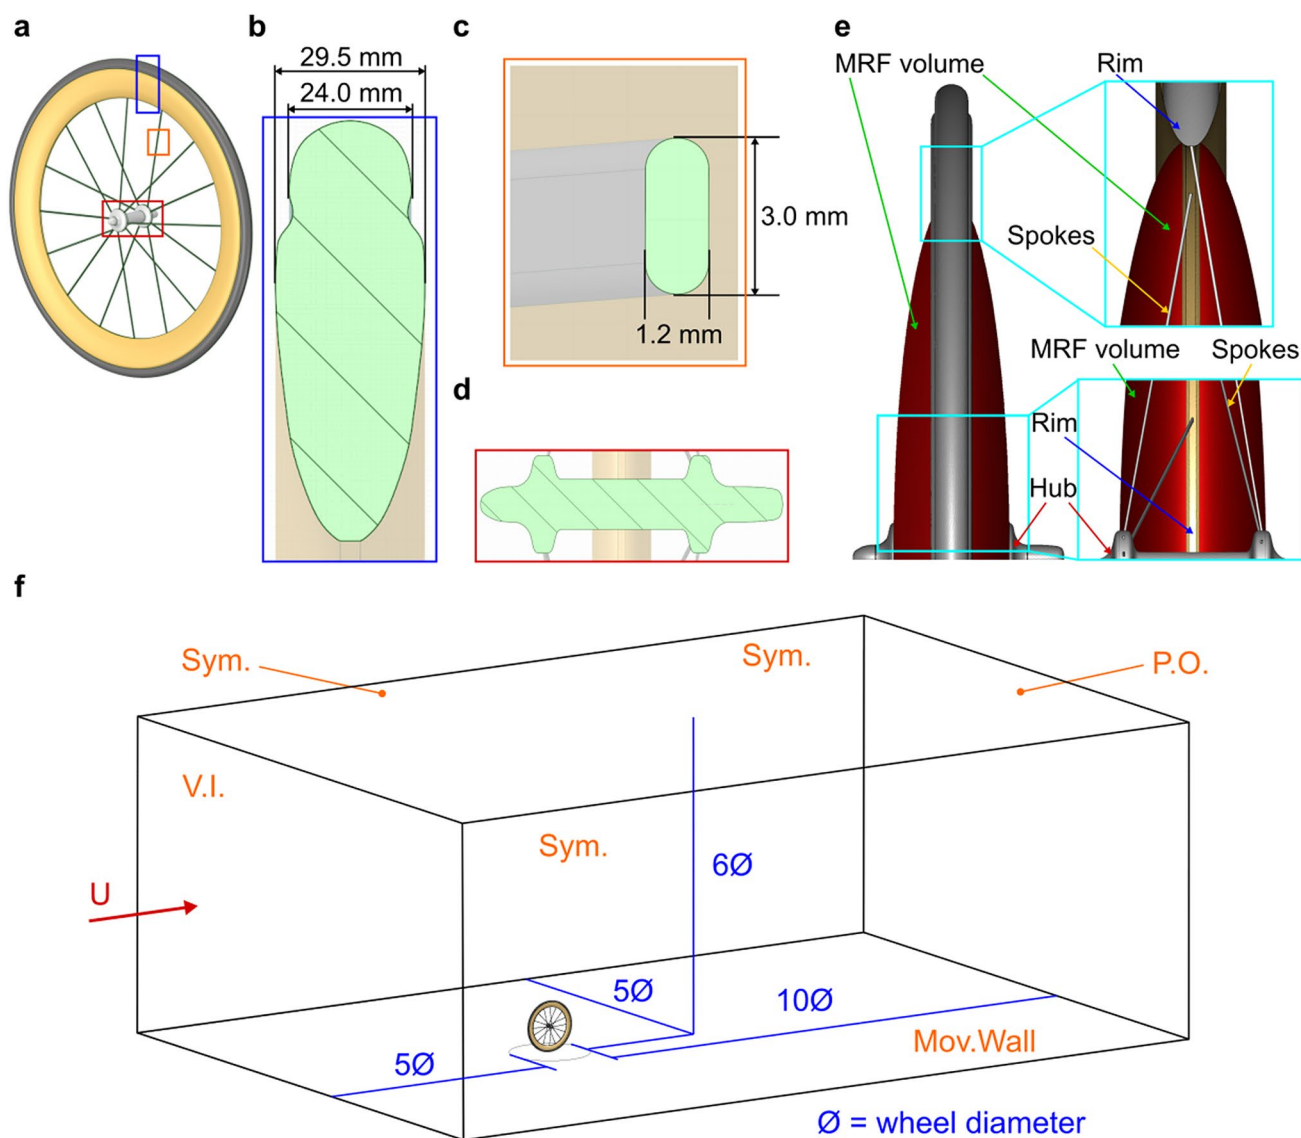 a
b
c
e
29.5 mm
24.0 mm
3.0 mm
1.2 mm
d
MRF volume
Rim
Spokes
MRF volume
Spokes
Rim
Hub
f
Sym.
Sym.
P.O.
V.I.
Sym.
6Ø
U
5Ø
10Ø
5Ø
Mov.Wall
Ø = wheel diameter